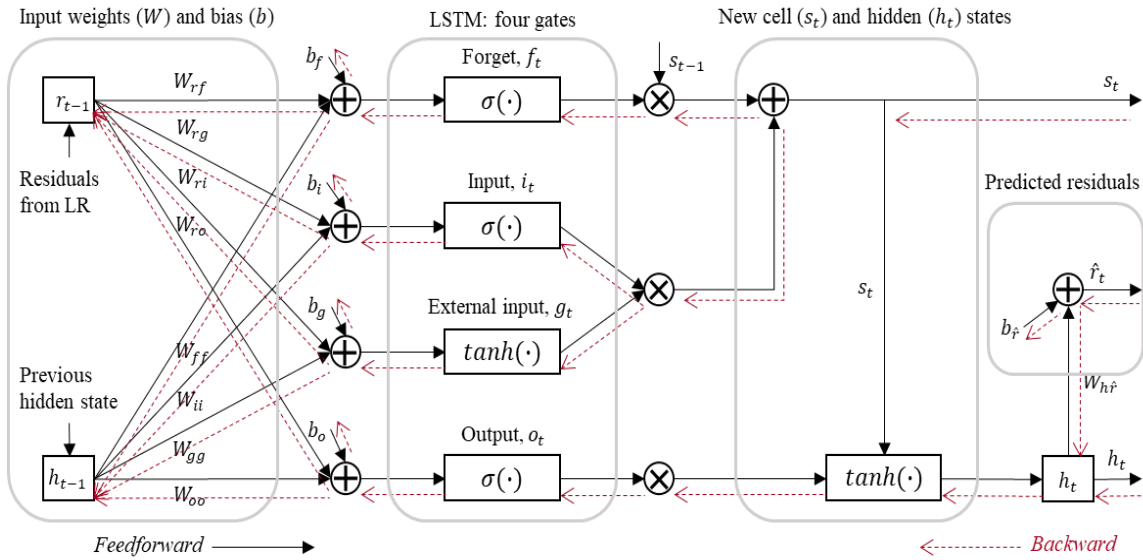 Input weights (W) and bias (b)
LSTM: four gates
New cell (s_t) and hidden (h_t) states
Forget, f_t
b_f
s_{t−1}
W_{rf}
r_{t−1}
σ(·)
s_t
W_{rg}
Residuals
from LR
W_{ri}
b_i
Input, i_t
Predicted residuals
W_{ro}
σ(·)
External input, g_t
s_t
r̂_t
b_g
b_{r̂}
W_{ff}
tanh(·)
Previous
hidden state
W_{ii}
W_{hr̂}
Output, o_t
b_o
W_{gg}
h_{t−1}
W_{oo}
σ(·)
tanh(·)
h_t
h_t
Feedforward
Backward